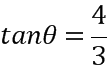 tanθ = 4/3